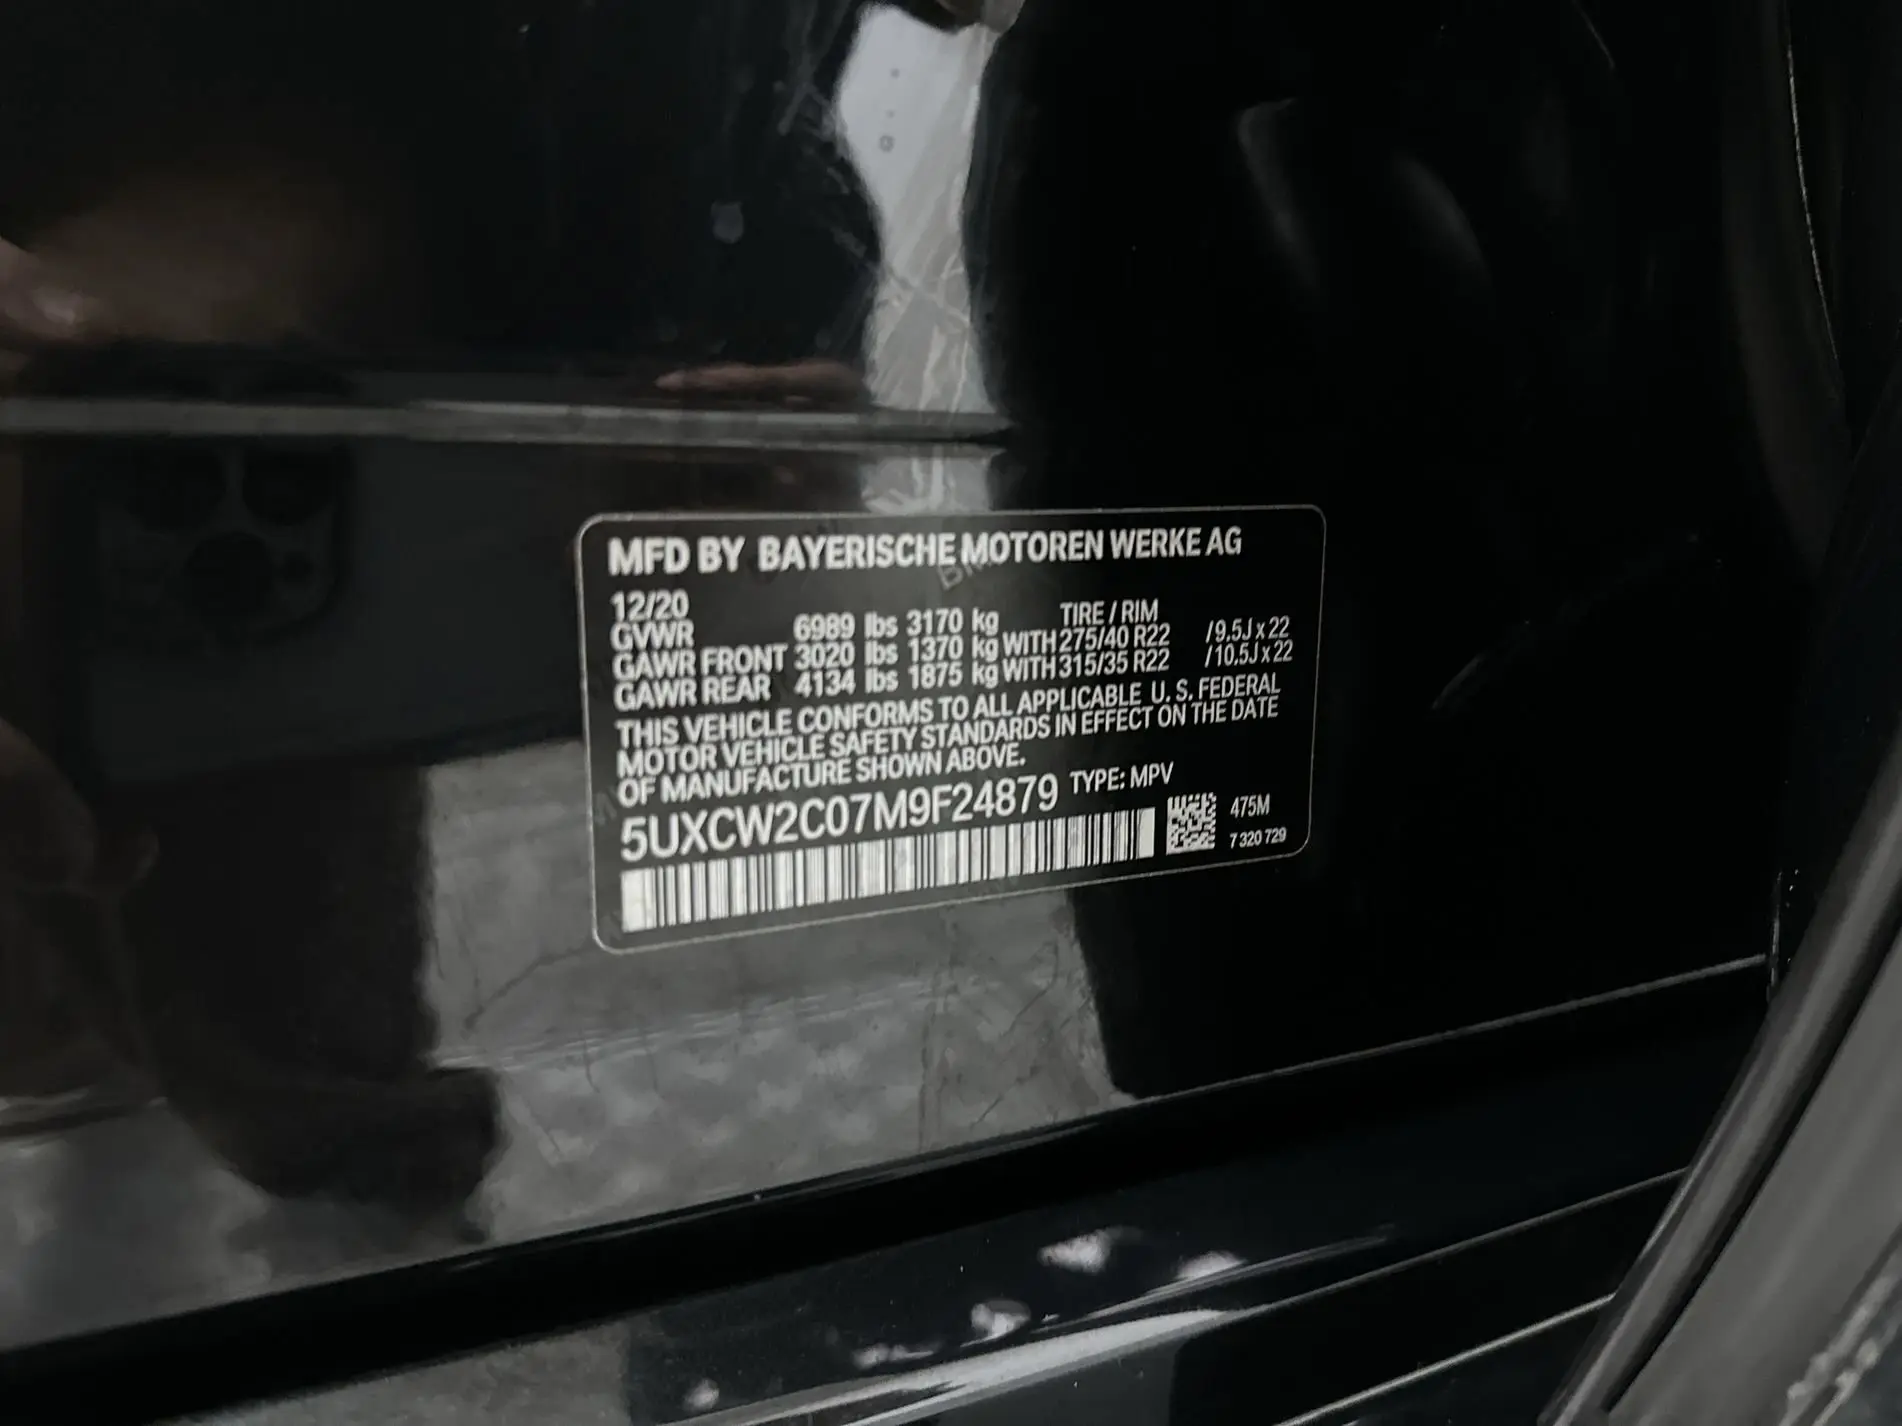 MFD BY BAYERISCHE MOTOREN WERKE AG
12/20 TIRE / RIM
GVWR 6989 lbs 3170 kg
GAWR FRONT 3020 lbs 1370 kg WITH 275/40 R22 /9.5J x 22
GAWR REAR 4134 lbs 1875 kg WITH 315/35 R22 /10.5J x 22
THIS VEHICLE CONFORMS TO ALL APPLICABLE U. S. FEDERAL
MOTOR VEHICLE SAFETY STANDARDS IN EFFECT ON THE DATE
OF MANUFACTURE SHOWN ABOVE.
5UXCW2C07M9F24879 TYPE: MPV
475M
7 320 729